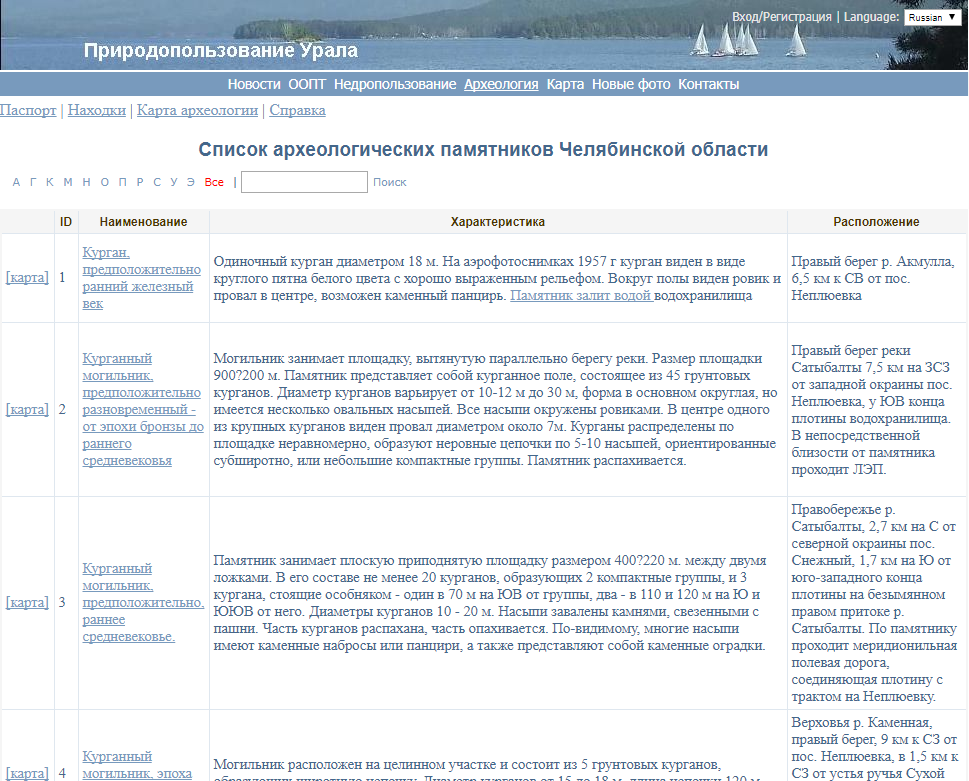 Вход/Регистрация | Language: Russian
Природопользование Урала
Новости ООПТ Недропользование Археология Карта Новые фото Контакты
Паспорт | Находки | Карта археологии | Справка
Список археологических памятников Челябинской области
А Г К М Н О П Р С У Э Все | Поиск
ID Наименование Характеристика Расположение
[карта] 1
Курган,
предположительно
ранний железный
век
Одиночный курган диаметром 18 м. На аэрофотоснимках 1957 г курган виден в виде
круглого пятна белого цвета с хорошо выраженным рельефом. Вокруг полы виден ровик и
провал в центре, возможен каменный панцирь. Памятник залит водой водохранилища
Правый берег р. Акмулла,
6,5 км к СВ от пос.
Неплюевка
[карта] 2
Курганный
могильник,
предположительно
разновременный -
от эпохи бронзы до
раннего
средневековья
Могильник занимает площадку, вытянутую параллельно берегу реки. Размер площадки
900?200 м. Памятник представляет собой курганное поле, состоящее из 45 грунтовых
курганов. Диаметр курганов варьирует от 10-12 м до 30 м, форма в основном округлая, но
имеется несколько овальных насыпей. Все насыпи окружены ровиками. В центре одного
из крупных курганов виден провал диаметром около 7м. Курганы распределены по
площадке неравномерно, образуют неровные цепочки по 5-10 насыпей, ориентированные
субширотно, или небольшие компактные группы. Памятник распахивается.
Правый берег реки
Сатыбалты 7,5 км на ЗСЗ
от западной окраины пос.
Неплюевка, у ЮВ конца
плотины водохранилища.
В непосредственной
близости от памятника
проходит ЛЭП.
[карта] 3
Курганный
могильник,
предположительно,
раннее
средневековье.
Памятник занимает плоскую приподнятую площадку размером 400?220 м. между двумя
ложками. В его составе не менее 20 курганов, образующих 2 компактные группы, и 3
кургана, стоящие особняком - один в 70 м на ЮВ от группы, два - в 110 и 120 м на Ю и
ЮЮВ от него. Диаметры курганов 10 - 20 м. Насыпи завалены камнями, свезенными с
пашни. Часть курганов распахана, часть опахивается. По-видимому, многие насыпи
имеют каменные набросы или панцири, а также представляют собой каменные оградки.
Правобережье р.
Сатыбалты, 2,7 км на С от
северной окраины пос.
Снежный, 1,7 км на Ю от
юго-западного конца
плотины на безымянном
правом притоке р.
Сатыбалты. По памятнику
проходит меридионильная
полевая дорога,
соединяющая плотину с
трактом на Неплюевку.
[карта] 4
Курганный
могильник, эпоха
Могильник расположен на целинном участке и состоит из 5 грунтовых курганов,
образующих широтную цепочку. Диаметр курганов от 15 до 18 м, длина цепочки 120 м.
Верховья р. Каменная,
правый берег, 9 км к СЗ от
пос. Неплюевка, в 1,5 км к
СЗ от устья ручья Сухой